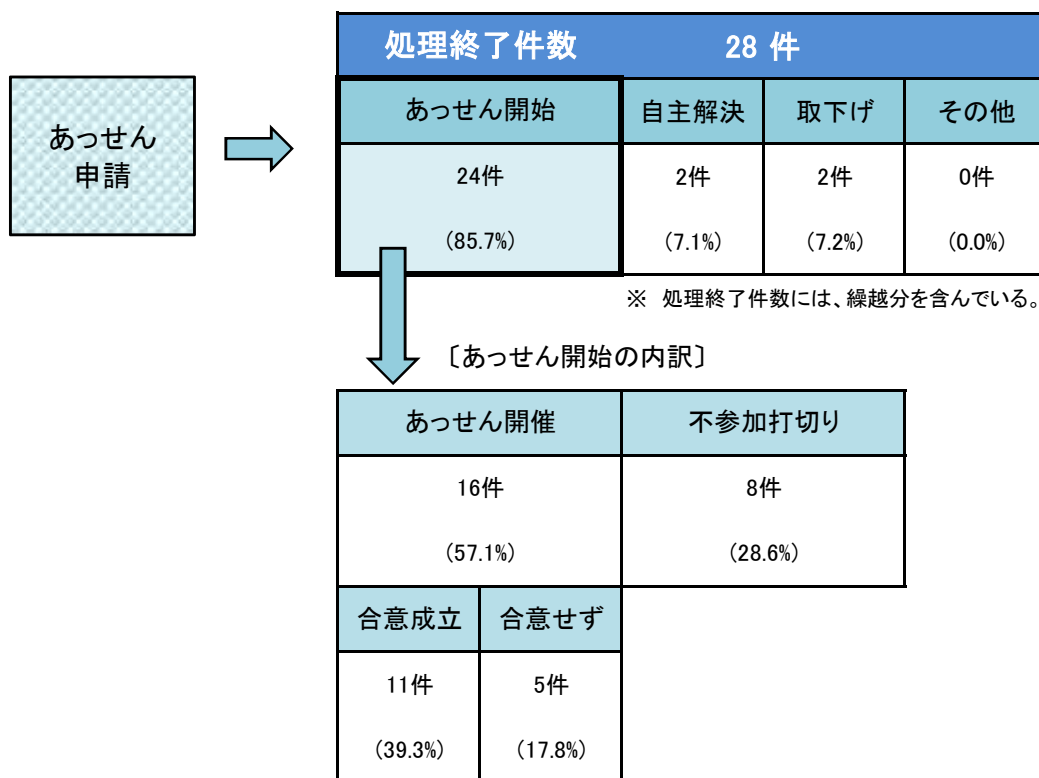 処理終了件数 28 件
あっせん
申請
あっせん開始 自主解決 取下げ その他
24件 2件 2件 0件
(85.7%) (7.1%) (7.2%) (0.0%)
※ 処理終了件数には、繰越分を含んでいる。
〔あっせん開始の内訳〕
あっせん開催 不参加打切り
16件 8件
(57.1%) (28.6%)
合意成立 合意せず
11件 5件
(39.3%) (17.8%)